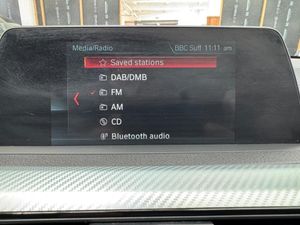 Media/Radio BBC Suff 11:11 am
Saved stations
DAB/DMB
FM
AM
CD
Bluetooth audio